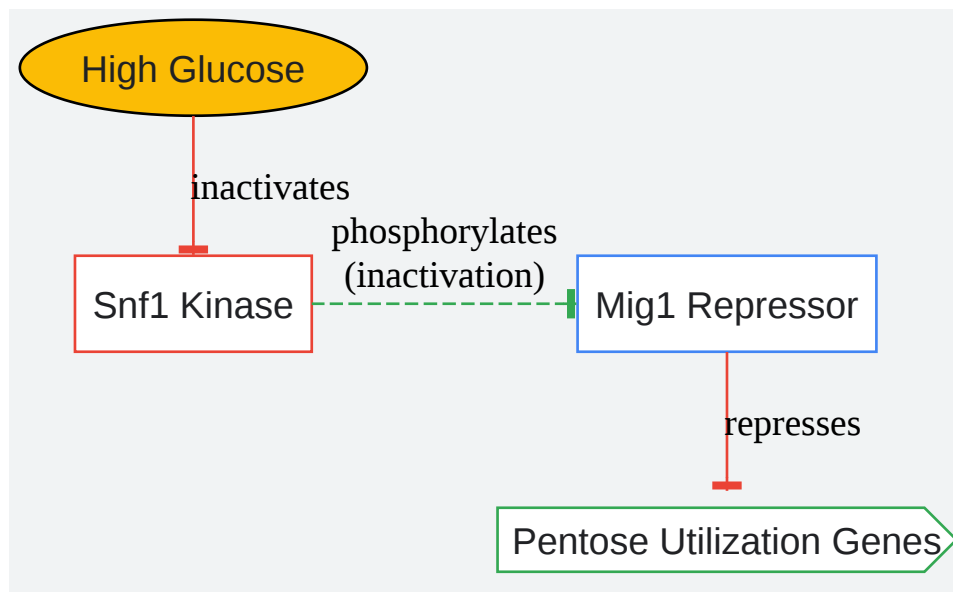 High Glucose
inactivates
phosphorylates
(inactivation)
Snf1 Kinase
Mig1 Repressor
represses
Pentose Utilization Genes